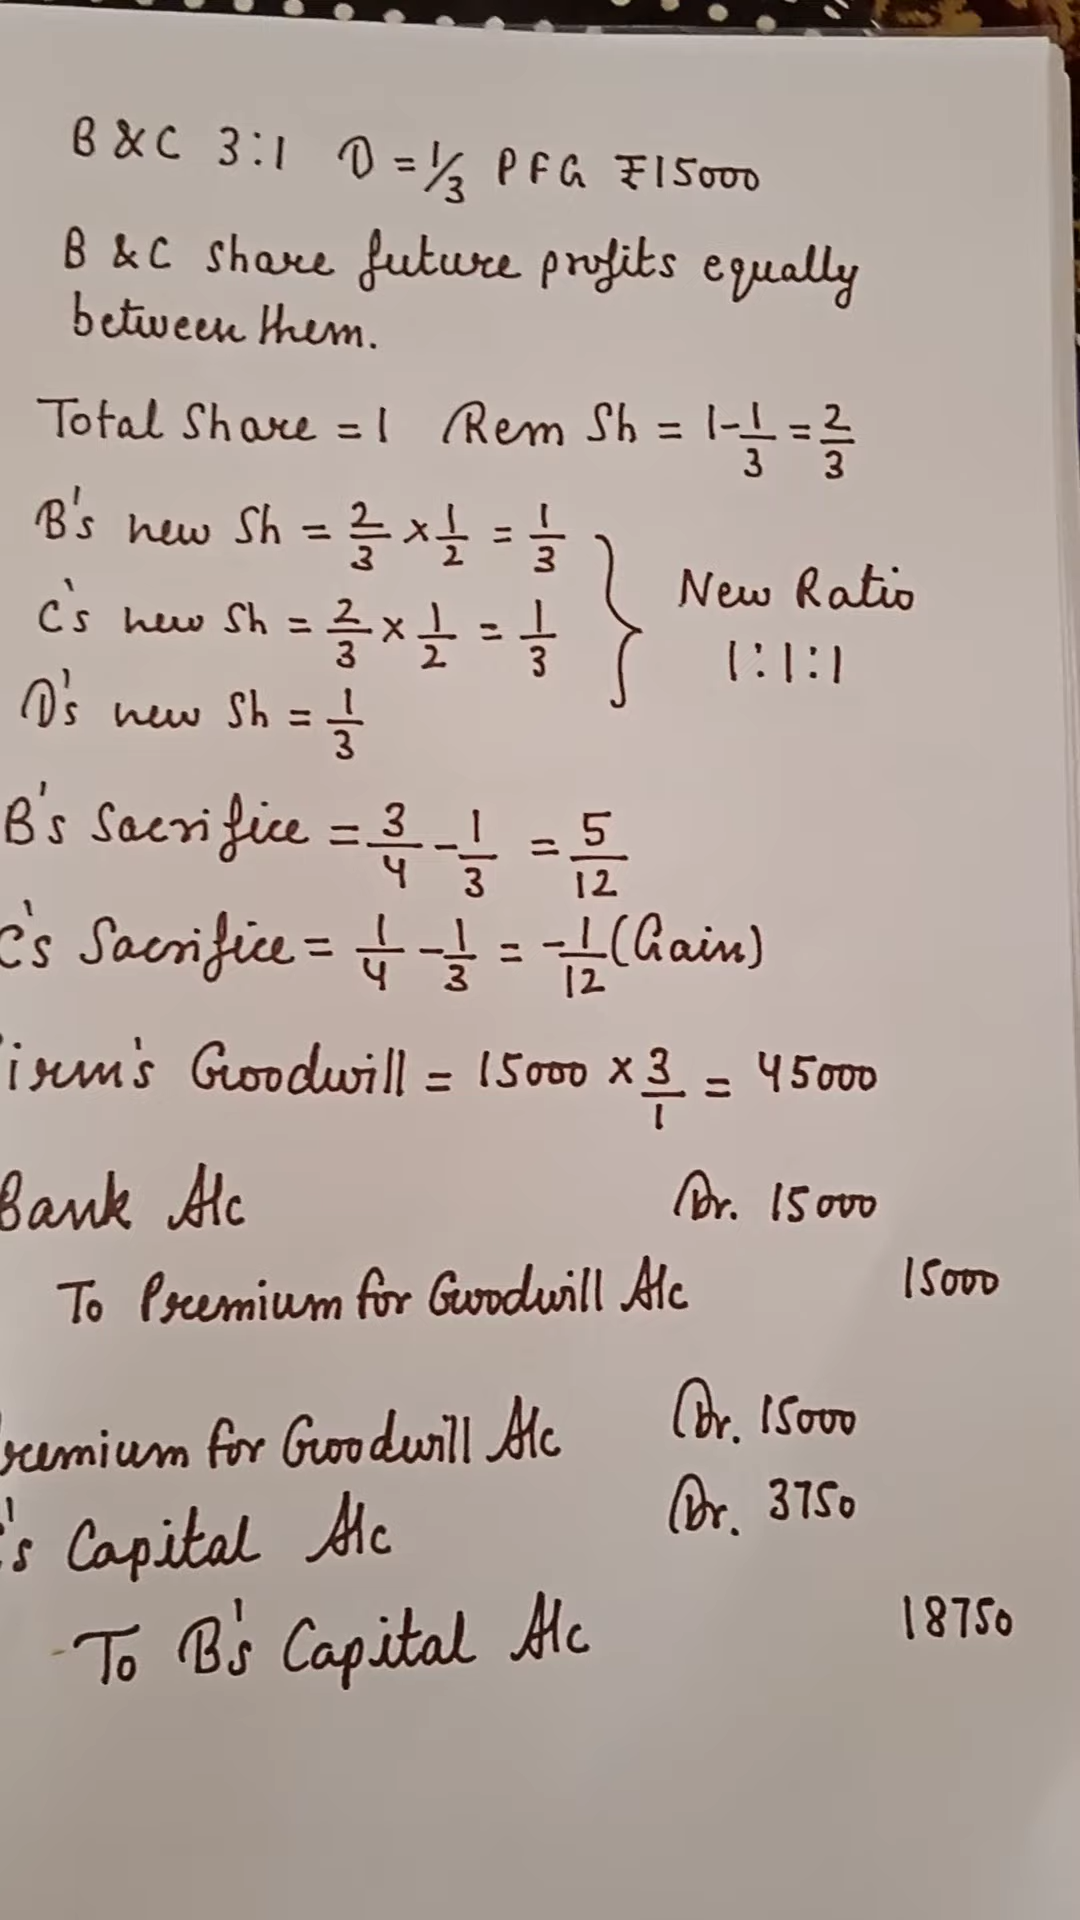 B & C 3:1 D = 1/3 PFG ₹15000
B & C share future profits equally
between them.
Total Share = 1 Rem Sh = 1 - 1/3 = 2/3
B's new Sh = 2/3 × 1/2 = 1/3
C's new Sh = 2/3 × 1/2 = 1/3
New Ratio
1:1:1
D's new Sh = 1/3
B's Sacrifice = 3/4 - 1/3 = 5/12
C's Sacrifice = 1/4 - 1/3 = -1/12 (Gain)
irm's Goodwill = 15000 × 3/1 = 45000
Bank A/c Dr. 15000
To Premium for Goodwill A/c 15000
remium for Goodwill A/c Dr. 15000
's Capital A/c Dr. 3750
To B's Capital A/c 18750